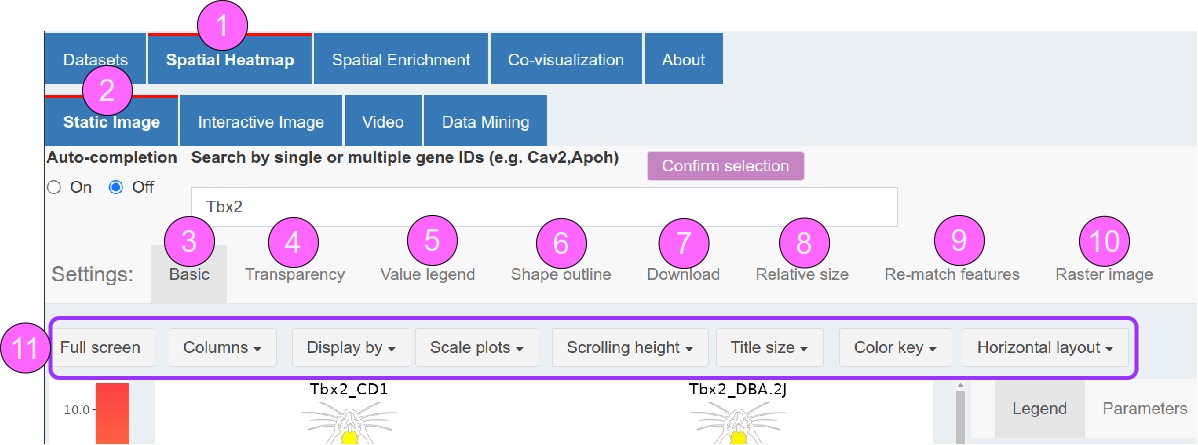 1
Datasets Spatial Heatmap Spatial Enrichment Co-visualization About
2
Static Image Interactive Image Video Data Mining
Auto-completion Search by single or multiple gene IDs (e.g. Cav2,Apoh) Confirm selection
On Off
Tbx2
3 4 5 6 7 8 9 10
Settings: Basic Transparency Value legend Shape outline Download Relative size Re-match features Raster image
11 Full screen Columns Display by Scale plots Scrolling height Title size Color key Horizontal layout
Tbx2_CD1 Tbx2_DBA.2J
10.0 Legend Parameters